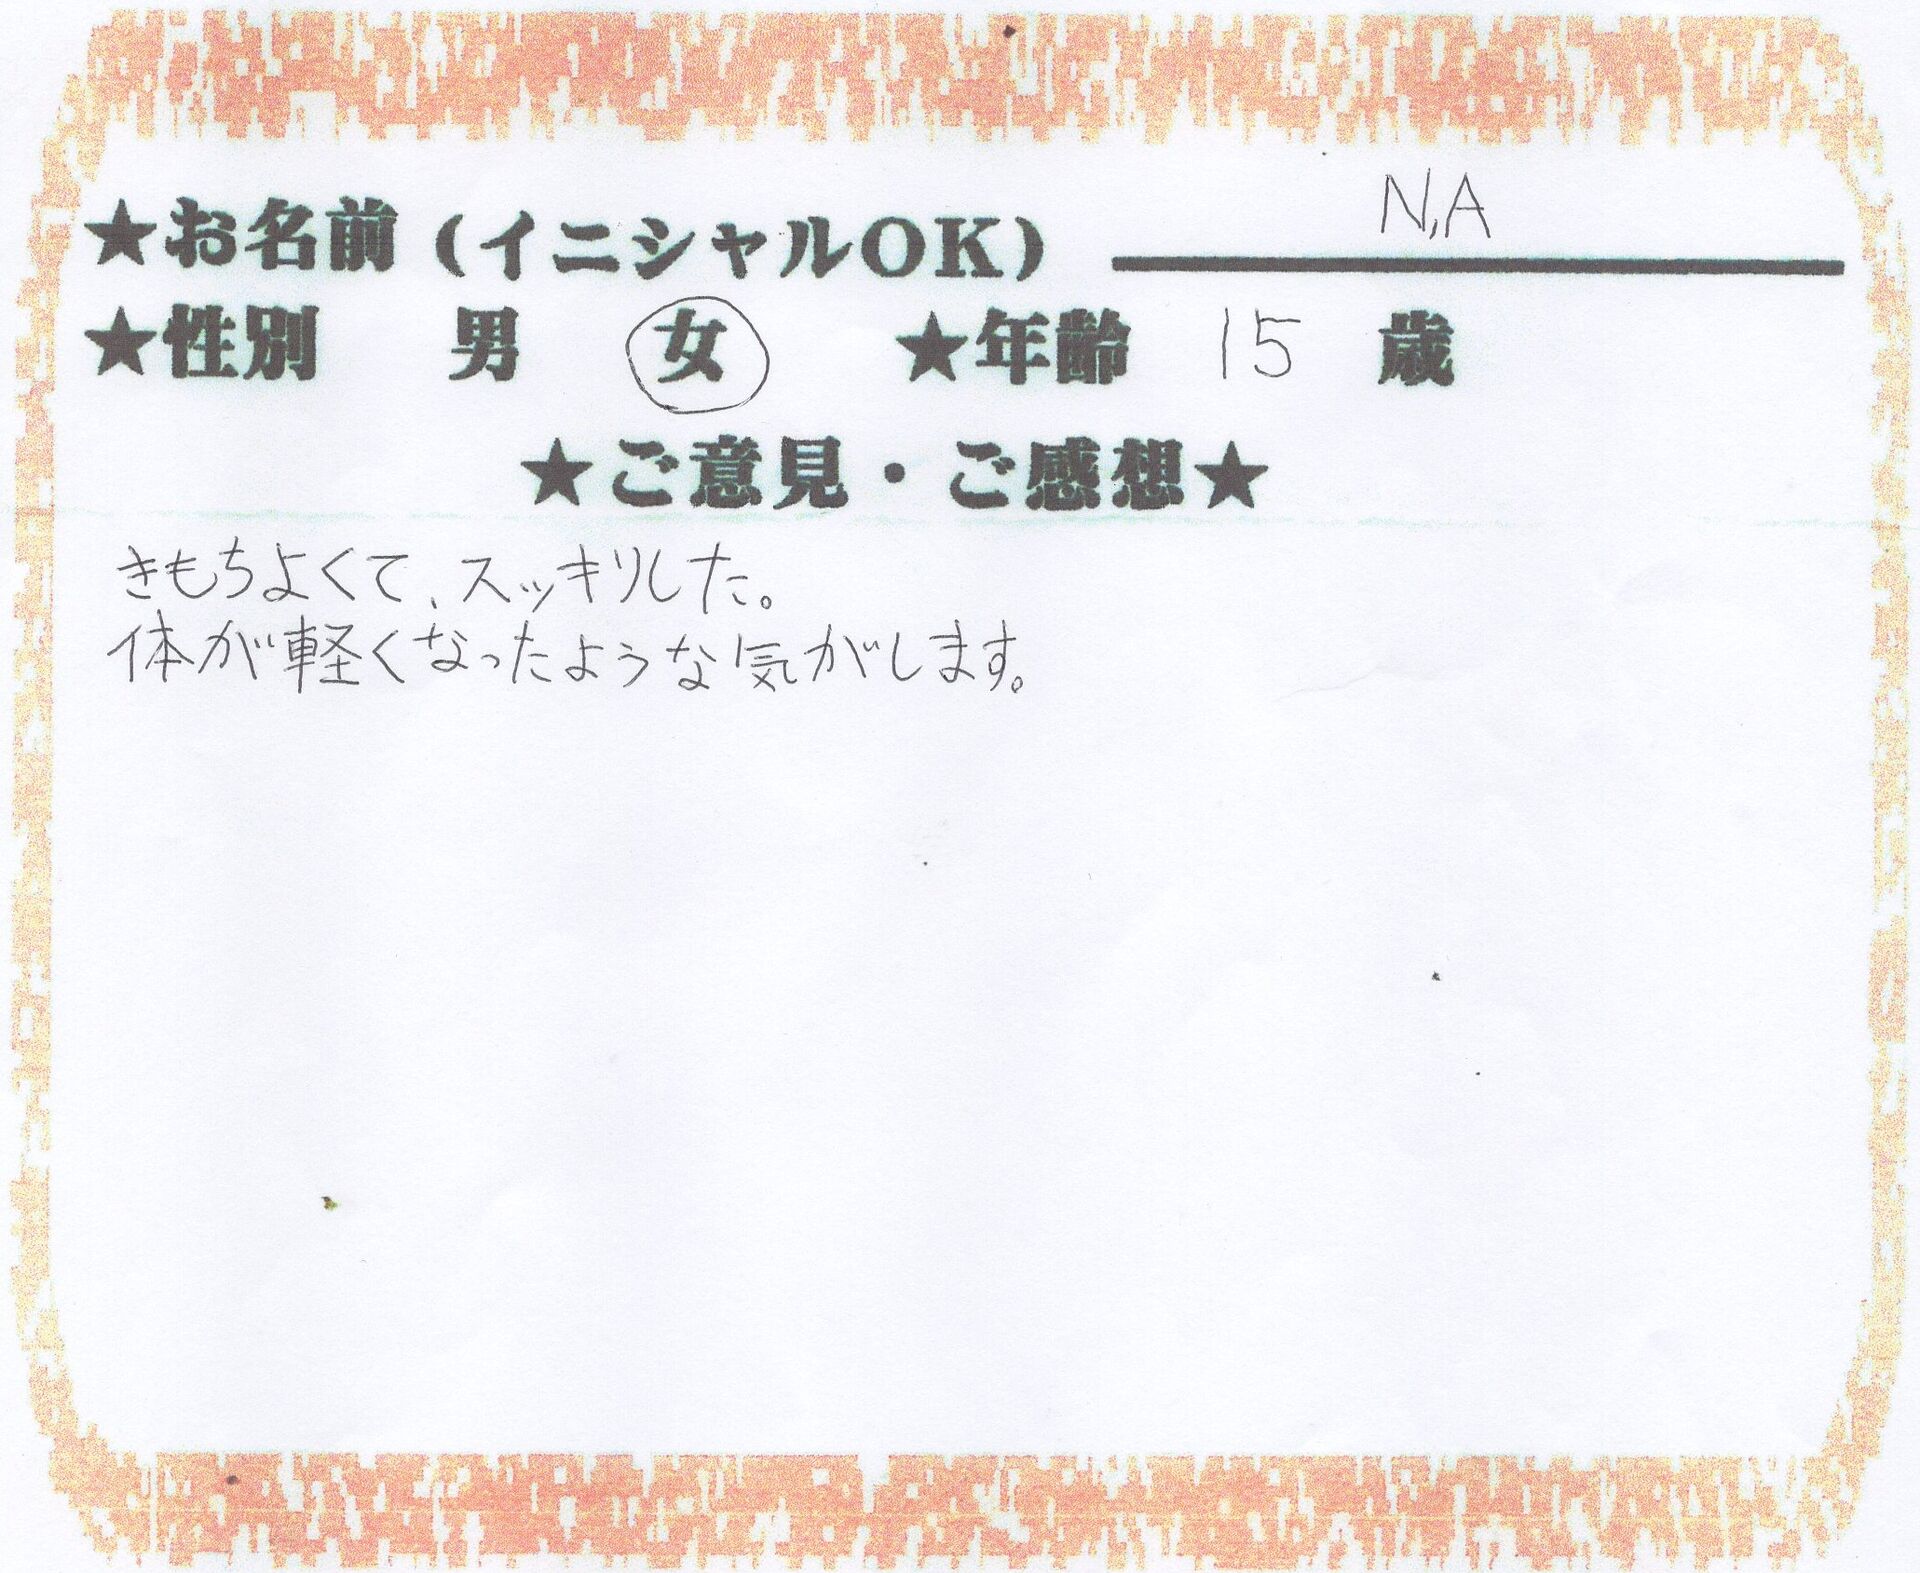 ★お名前(イニシャルOK) N,A
★性別 男 女 ★年齢 15 歳
★ご意見・ご感想★
きもちよくて、スッキリした。
体が軽くなったような気がします。